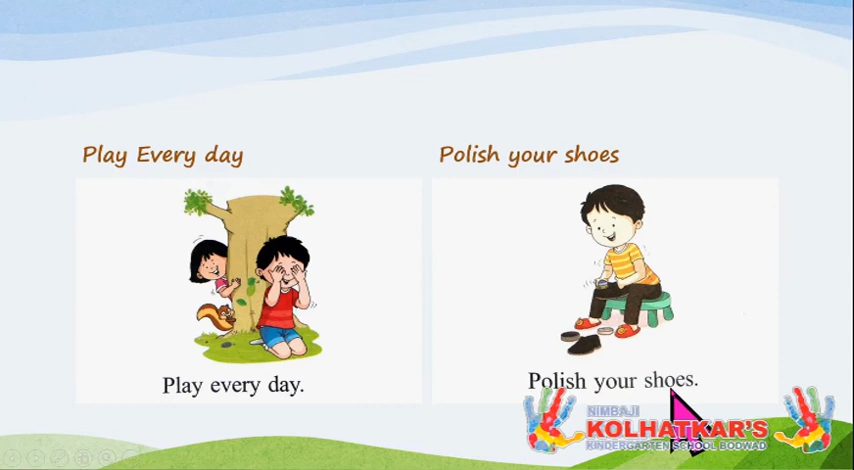 Play Every day
Polish your shoes
Play every day.
Polish your shoes.
NIMBAJI
KOLHATKAR'S
KINDERGARTEN SCHOOL BODWAD